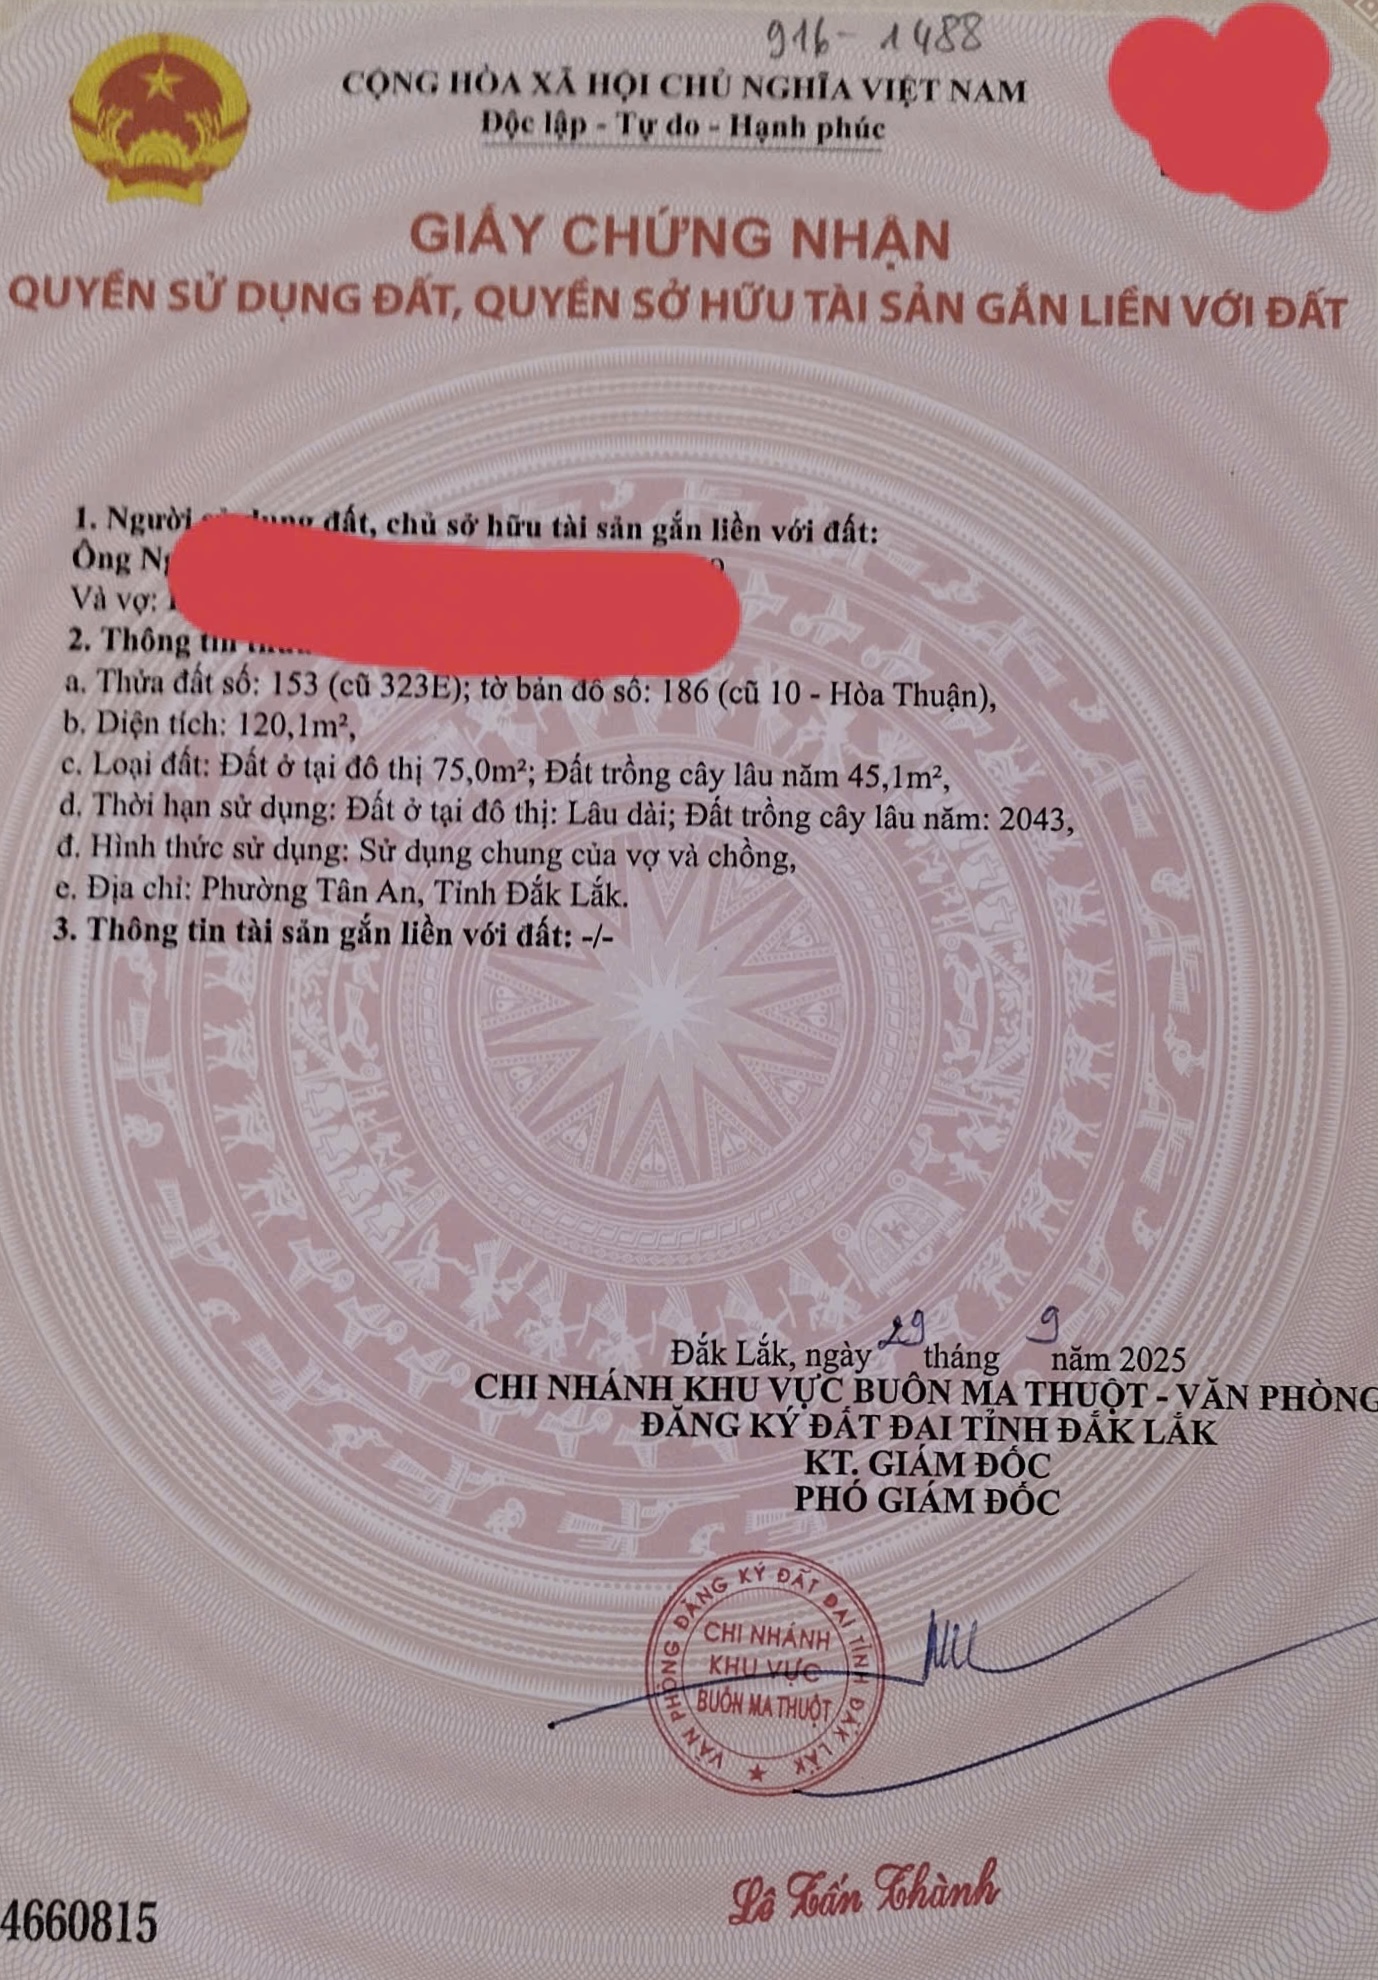 916 - 1488
CỘNG HÒA XÃ HỘI CHỦ NGHĨA VIỆT NAM
Độc lập - Tự do - Hạnh phúc
GIẤY CHỨNG NHẬN
QUYỀN SỬ DỤNG ĐẤT, QUYỀN SỞ HỮU TÀI SẢN GẮN LIỀN VỚI ĐẤT
1. Người sử dụng đất, chủ sở hữu tài sản gắn liền với đất:
Ông
Và vợ:
2. Thông tin
a. Thửa đất số: 153 (cũ 323E); tờ bản đồ số: 186 (cũ 10 - Hòa Thuận),
b. Diện tích: 120,1m²,
c. Loại đất: Đất ở tại đô thị 75,0m²; Đất trồng cây lâu năm 45,1m²,
d. Thời hạn sử dụng: Đất ở tại đô thị: Lâu dài; Đất trồng cây lâu năm: 2043,
đ. Hình thức sử dụng: Sử dụng chung của vợ và chồng,
e. Địa chỉ: Phường Tân An, Tỉnh Đắk Lắk.
3. Thông tin tài sản gắn liền với đất: -/-
Đắk Lắk, ngày 29 tháng 9 năm 2025
CHI NHÁNH KHU VỰC BUÔN MA THUỘT - VĂN PHÒNG
ĐĂNG KÝ ĐẤT ĐAI TỈNH ĐẮK LẮK
KT. GIÁM ĐỐC
PHÓ GIÁM ĐỐC
VĂN PHÒNG ĐĂNG KÝ ĐẤT ĐAI TỈNH ĐẮK LẮK
CHI NHÁNH
KHU VỰC
BUÔN MA THUỘT
Lê Tấn Thành
4660815